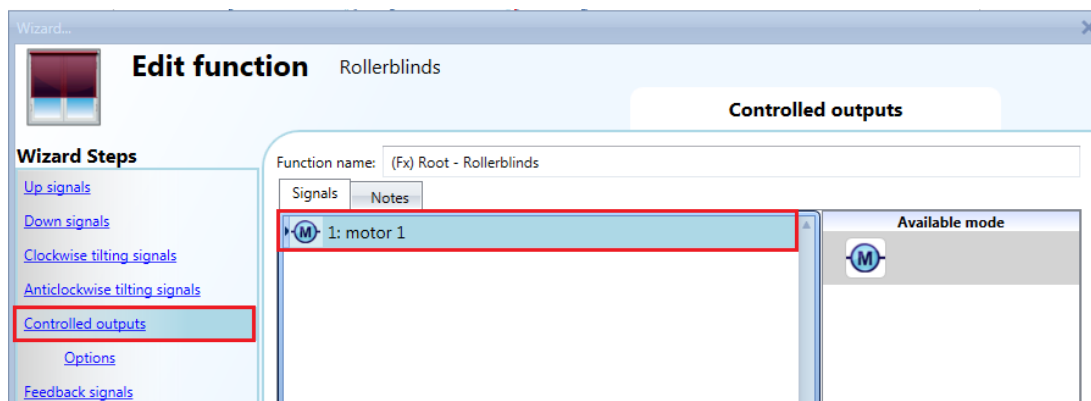 Wizard...
Edit function Rollerblinds
Controlled outputs
Wizard Steps
Up signals
Down signals
Clockwise tilting signals
Anticlockwise tilting signals
Controlled outputs
Options
Feedback signals
Function name: (Fx) Root - Rollerblinds
Signals Notes
M 1: motor 1
Available mode
M